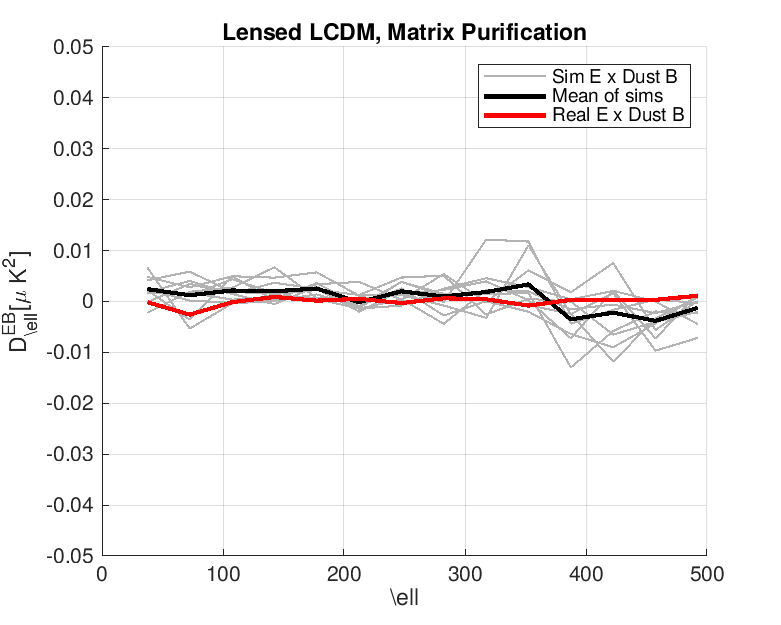 Lensed LCDM, Matrix Purification
0.05
0.04
0.03
0.02
0.01
0
-0.01
-0.02
-0.03
-0.04
-0.05
D^{EB}_{\ell}[μ K²]
Sim E x Dust B
Mean of sims
Real E x Dust B
0 100 200 300 400 500
\ell